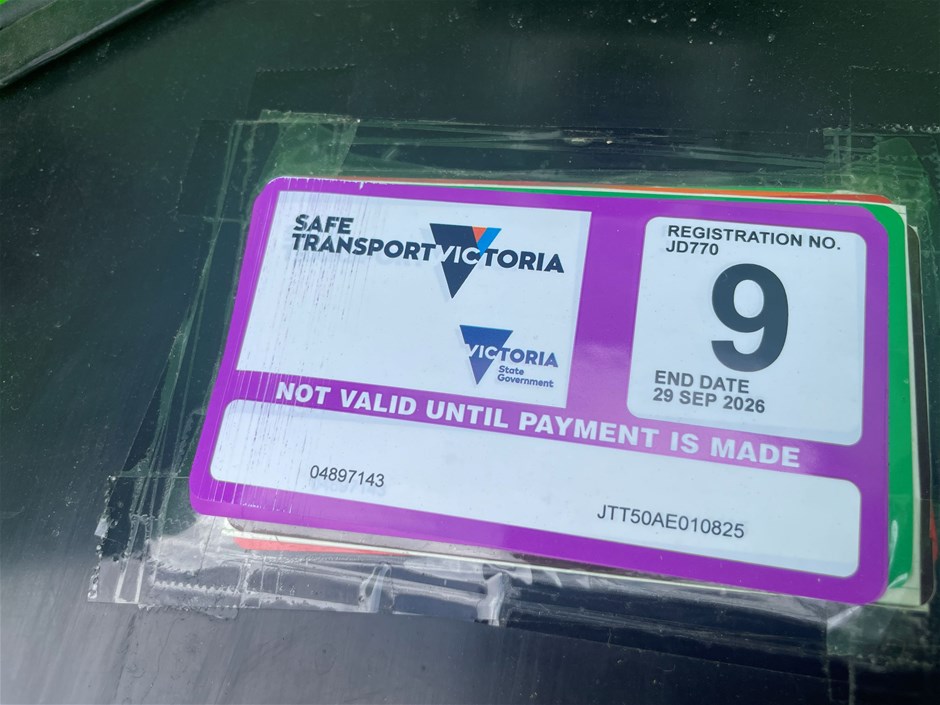 SAFE
TRANSPORT VICTORIA
VICTORIA
State
Government
REGISTRATION NO.
JD770
9
END DATE
29 SEP 2026
NOT VALID UNTIL PAYMENT IS MADE
04897143
JTT50AE010825